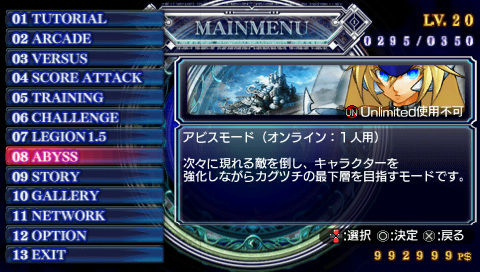 01 TUTORIAL
02 ARCADE
03 VERSUS
04 SCORE ATTACK
05 TRAINING
06 CHALLENGE
07 LEGION 1.5
08 ABYSS
09 STORY
10 GALLERY
11 NETWORK
12 OPTION
13 EXIT
MAINMENU
LV. 20
0295/0350
UN Unlimited使用不可
アビスモード（オンライン：１人用）
次々に現れる敵を倒し、キャラクターを
強化しながらカグツチの最下層を目指すモードです。
:選択 ○:決定 ×:戻る
992999 P$